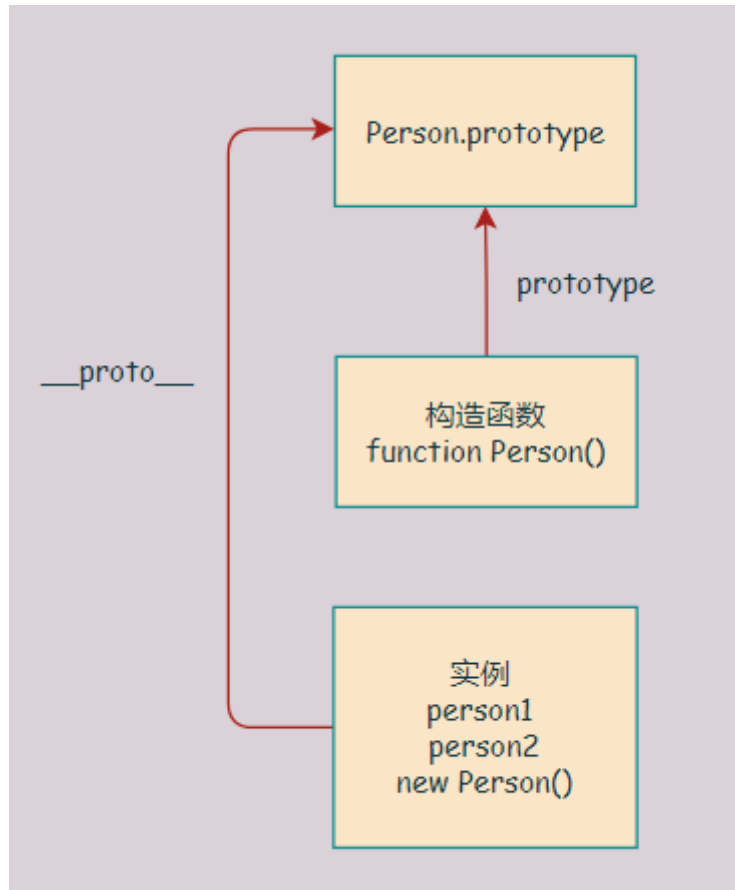 Person.prototype
prototype
__proto__
构造函数
function Person()
实例
person1
person2
new Person()